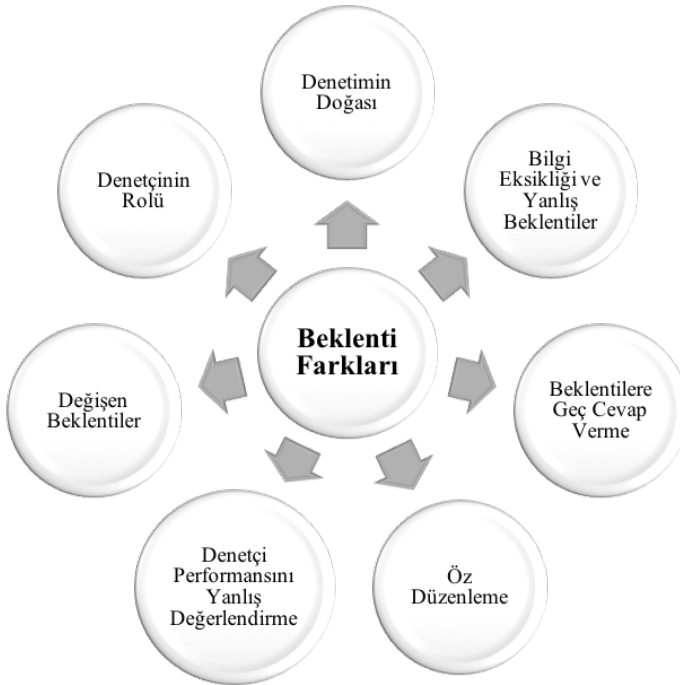 Denetimin
Doğası
Bilgi
Eksikliği ve
Yanlış
Beklentiler
Beklentilere
Geç Cevap
Verme
Öz
Düzenleme
Denetçi
Performansını
Yanlış
Değerlendirme
Değişen
Beklentiler
Denetçinin
Rolü
Beklenti
Farkları